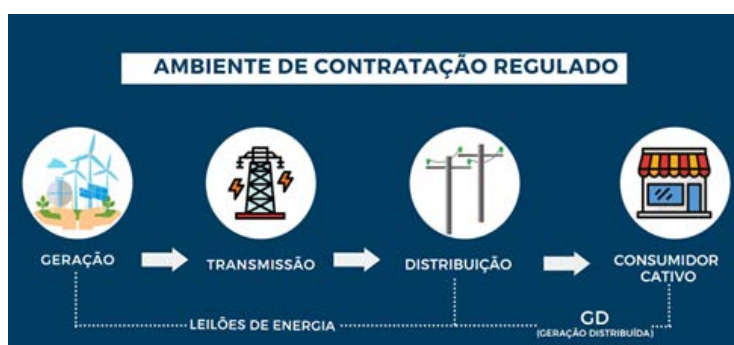 AMBIENTE DE CONTRATAÇÃO REGULADO
GERAÇÃO
TRANSMISSÃO
DISTRIBUIÇÃO
CONSUMIDOR
CATIVO
LEILÕES DE ENERGIA
GD
(GERAÇÃO DISTRIBUÍDA)